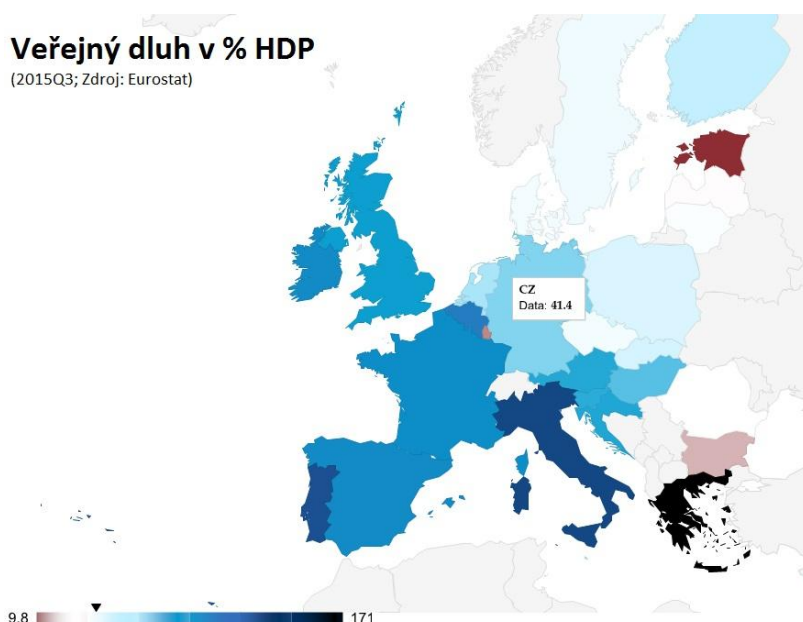 Veřejný dluh v % HDP
(2015Q3; Zdroj: Eurostat)
CZ
Data: 41.4
9.8
171